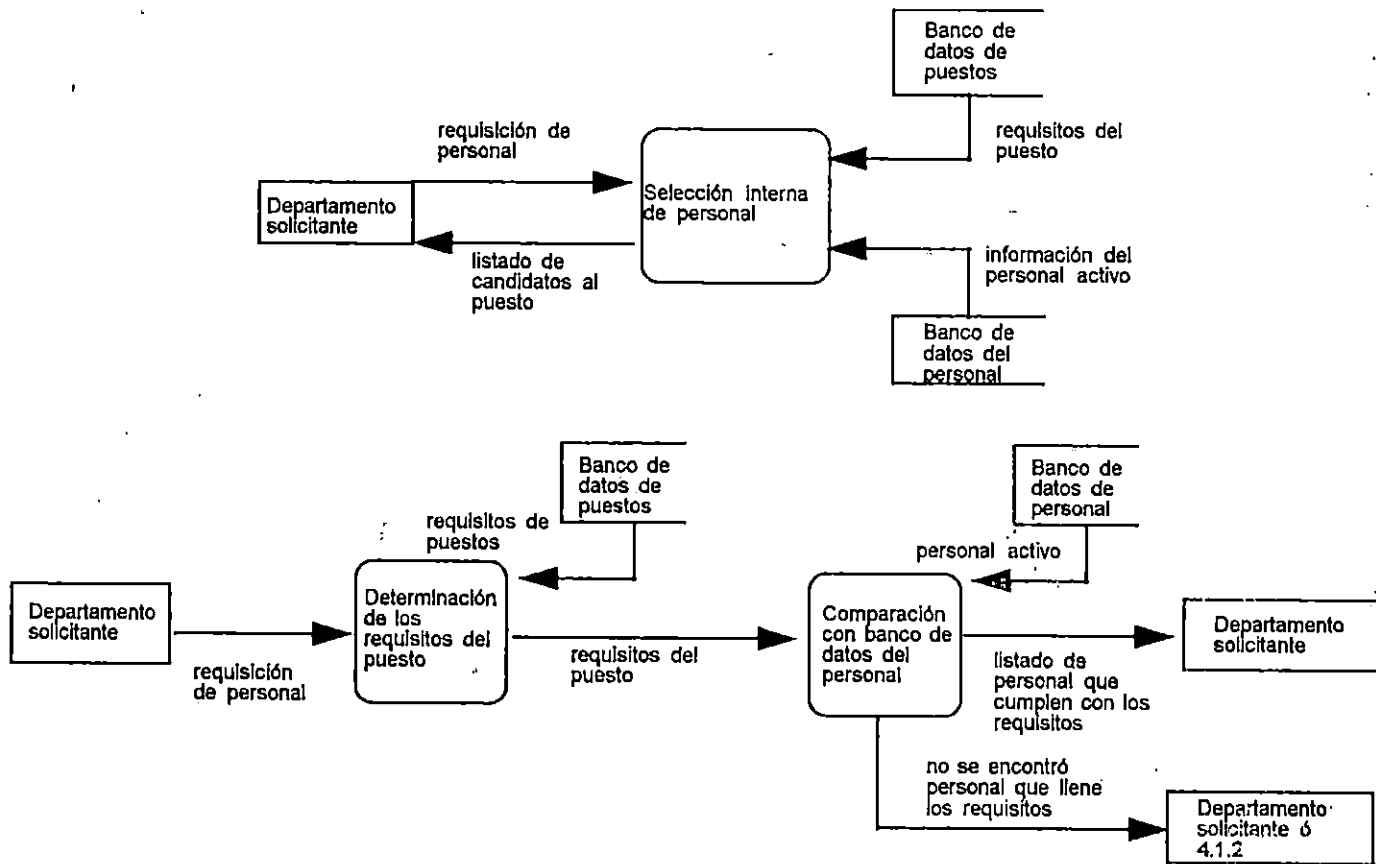 Banco de
datos de
puestos
requisición de
personal
requisitos del
puesto
Departamento
solicitante
Selección interna
de personal
listado de
candidatos al
puesto
información del
personal activo
Banco de
datos del
personal
Banco de
datos de
puestos
Banco de
datos de
personal
requisitos de
puestos
personal activo
Departamento
solicitante
Determinación
de los
requisitos del
puesto
Comparación
con banco de
datos del
personal
Departamento
solicitante
requisición
de personal
requisitos del
puesto
listado de
personal que
cumplen con los
requisitos
no se encontró
personal que llene
los requisitos
Departamento
solicitante ó
4.1.2